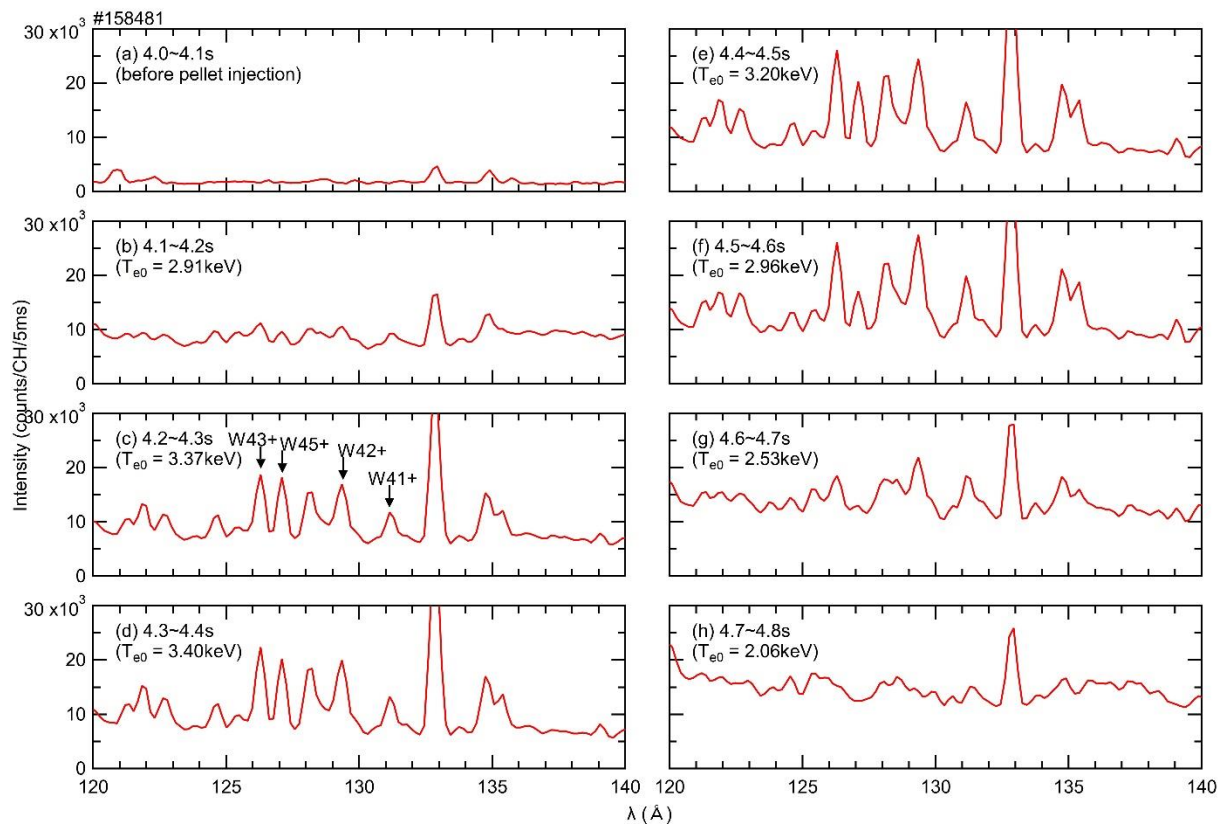 #158481
Intensity (counts/CH/5ms)
30 x10³
20
10
0
(a) 4.0~4.1s
(before pellet injection)
30 x10³
20
10
0
(b) 4.1~4.2s
(Te0 = 2.91keV)
30 x10³
20
10
0
(c) 4.2~4.3s
(Te0 = 3.37keV)
W43+
W45+
W42+
W41+
30 x10³
20
10
0
(d) 4.3~4.4s
(Te0 = 3.40keV)
120 125 130 135 140
(e) 4.4~4.5s
(Te0 = 3.20keV)
(f) 4.5~4.6s
(Te0 = 2.96keV)
(g) 4.6~4.7s
(Te0 = 2.53keV)
(h) 4.7~4.8s
(Te0 = 2.06keV)
120 125 130 135 140
λ (Å)